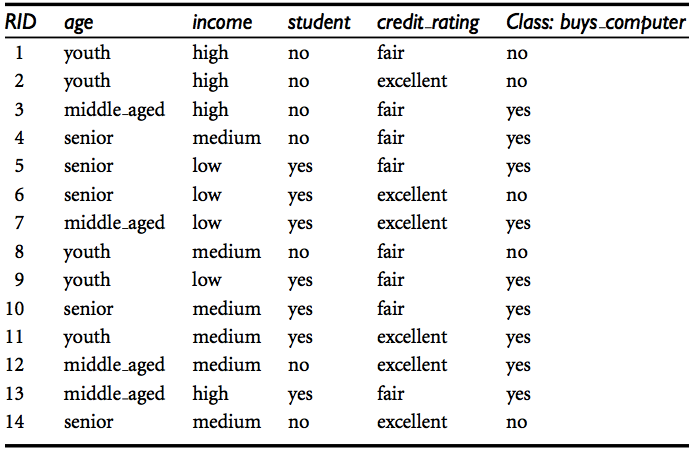 RID age income student credit_rating Class: buys_computer
1 youth high no fair no
2 youth high no excellent no
3 middle_aged high no fair yes
4 senior medium no fair yes
5 senior low yes fair yes
6 senior low yes excellent no
7 middle_aged low yes excellent yes
8 youth medium no fair no
9 youth low yes fair yes
10 senior medium yes fair yes
11 youth medium yes excellent yes
12 middle_aged medium no excellent yes
13 middle_aged high yes fair yes
14 senior medium no excellent no